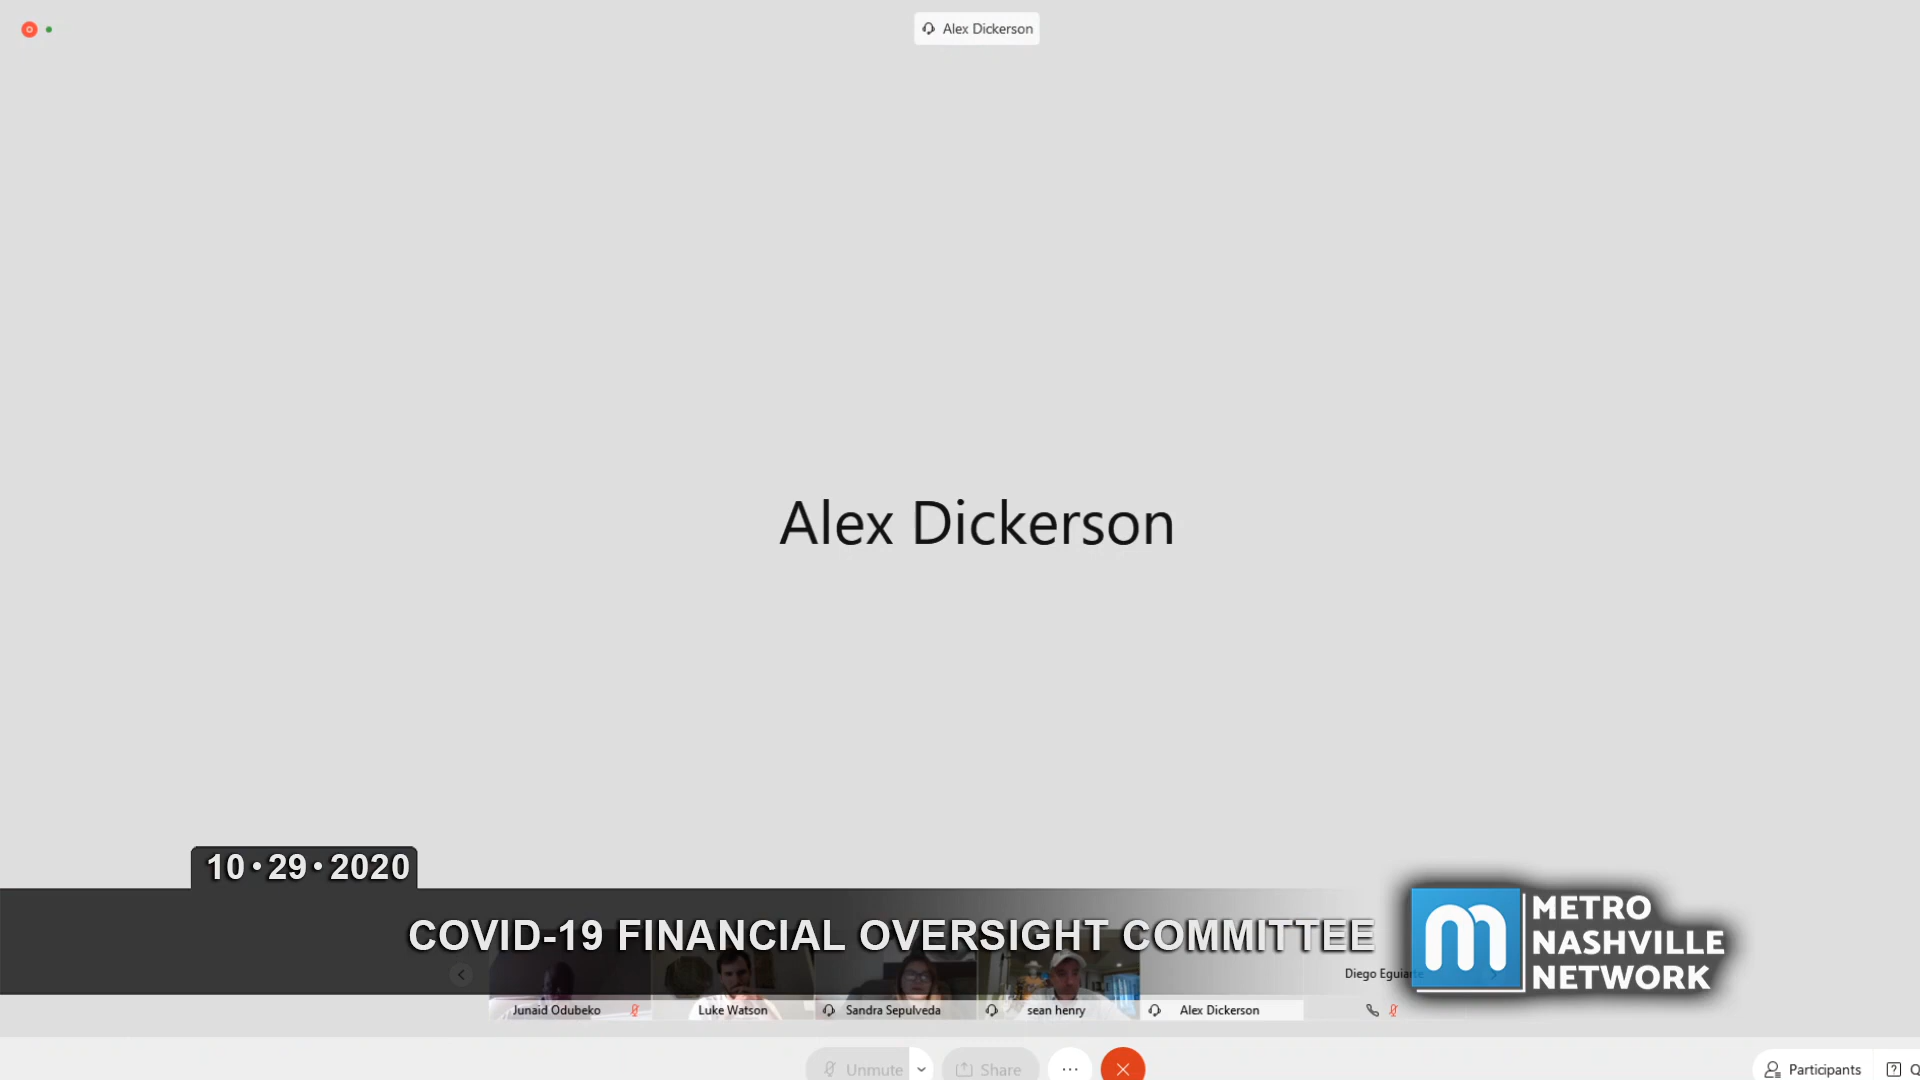 Alex Dickerson
Alex Dickerson
10•29•2020
COVID-19 FINANCIAL OVERSIGHT COMMITTEE
METRO
NASHVILLE
NETWORK
Diego Eguiarte
Junaid Odubeko
Luke Watson
Sandra Sepulveda
sean henry
Alex Dickerson
Unmute
Share
Participants